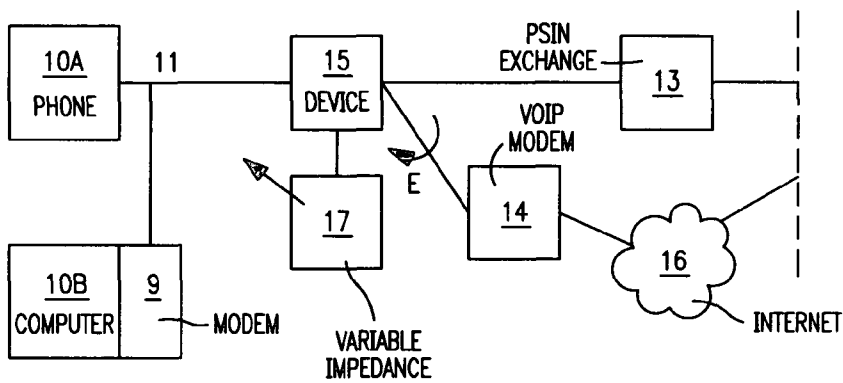 10A
PHONE
11
15
DEVICE
PSIN
EXCHANGE
13
VOIP
MODEM
E
14
17
16
10B
COMPUTER
9
MODEM
VARIABLE
IMPEDANCE
INTERNET